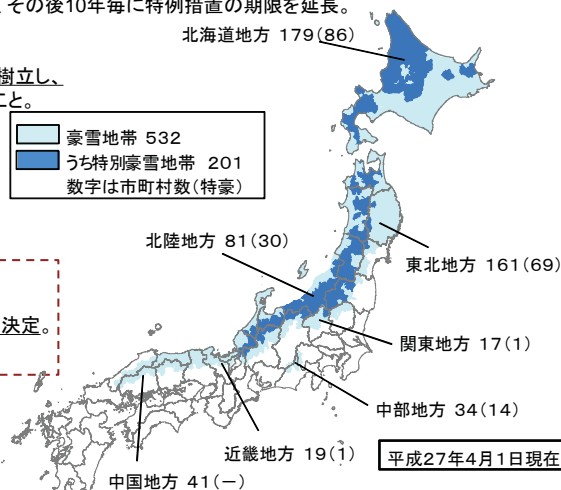 その後10年毎に特例措置の期限を延長。
北海道地方 179(86)
樹立し、
こと。
豪雪地帯 532
うち特別豪雪地帯 201
数字は市町村数(特豪)
北陸地方 81(30)
東北地方 161(69)
決定。
関東地方 17(1)
中部地方 34(14)
近畿地方 19(1)
平成27年4月1日現在
中国地方 41(－)